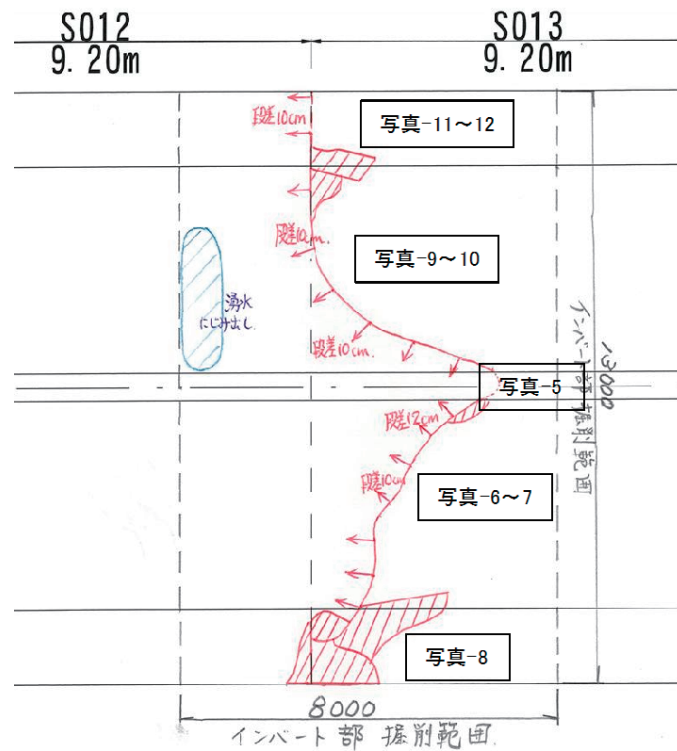 S012
9.20m
S013
9.20m
段差10cm
写真-11～12
段差10cm.
写真-9～10
湧水
にじみ出し.
段差10cm.
写真-5
段差12cm
段差10cm
写真-6～7
13000
インバート部 掘削範囲
写真-8
8000
インバート部 掘削範囲.